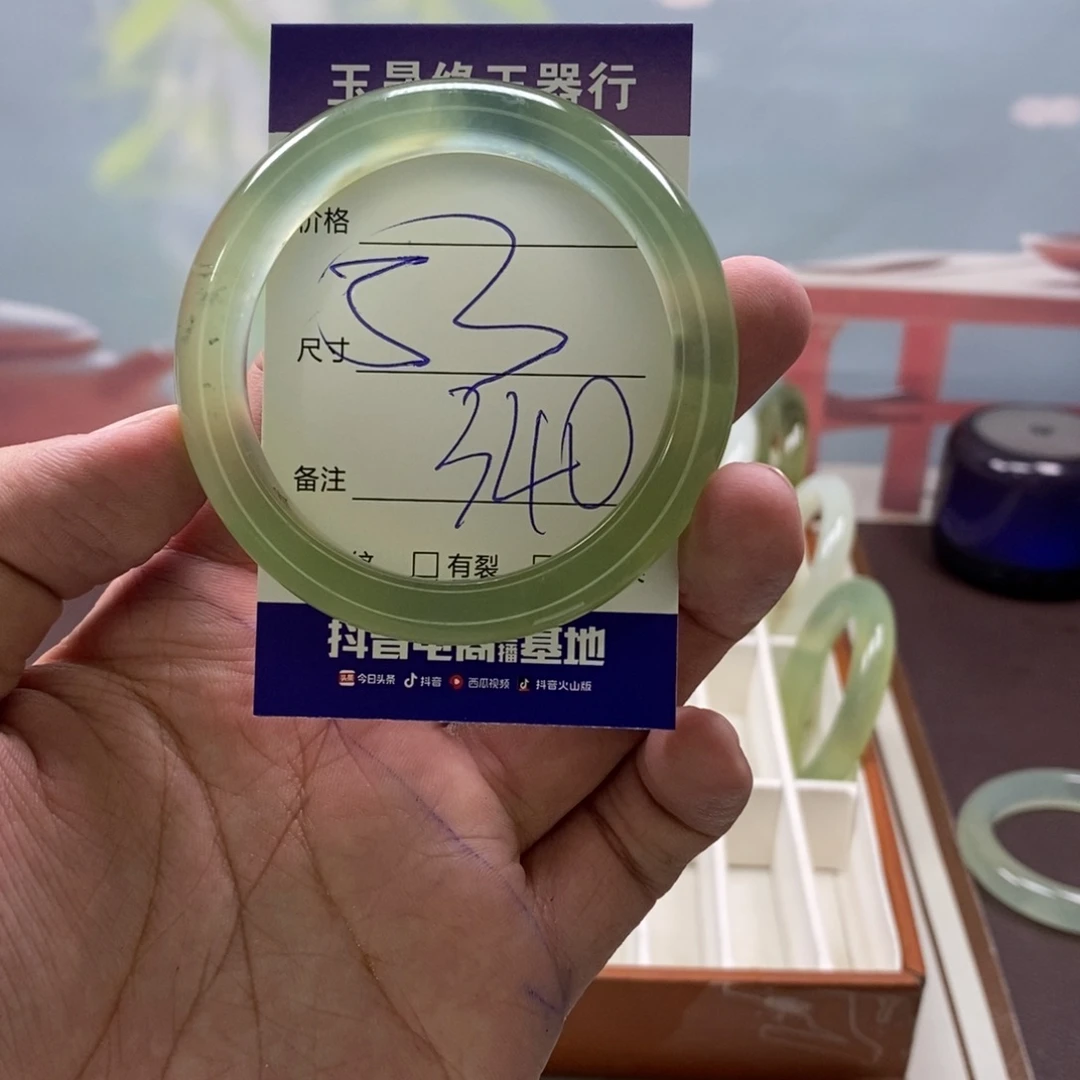 玉景缘玉器行
价格
53
尺寸
340
备注
纹 □有裂
抖音电商直播基地
今日头条 抖音 西瓜视频 抖音火山版